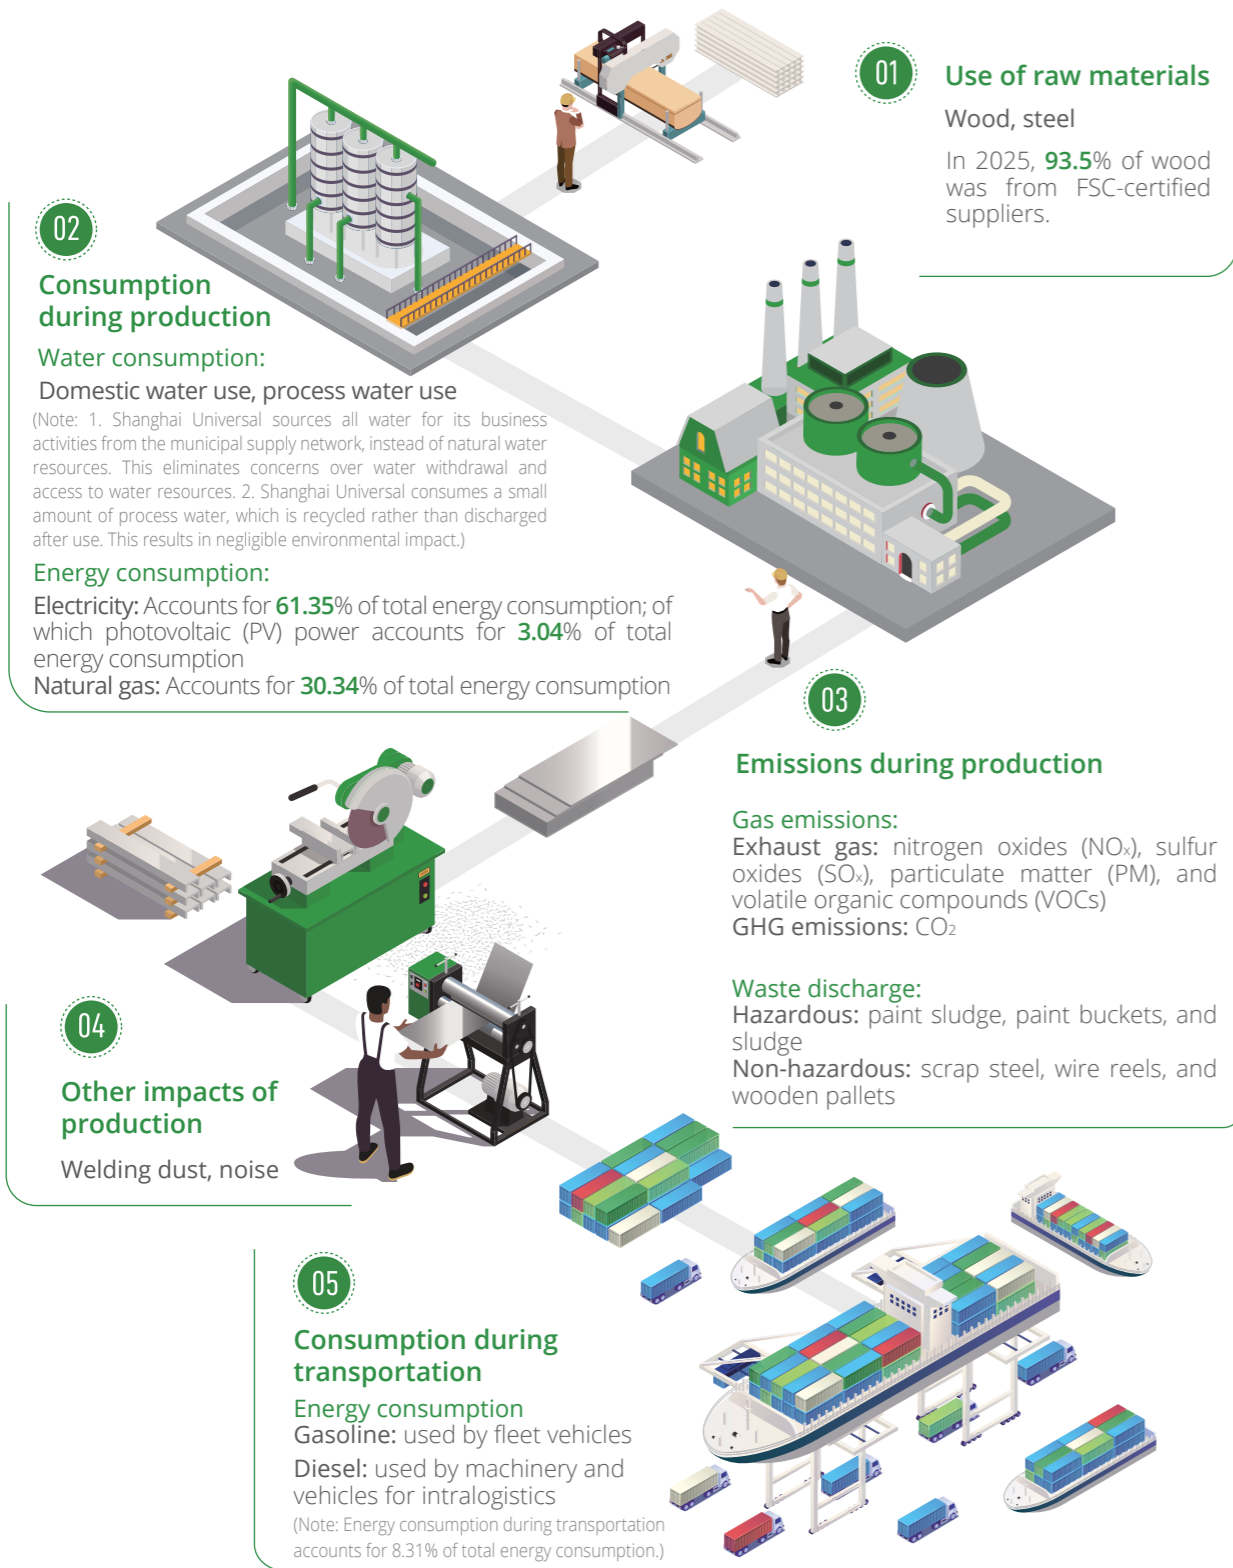 01
Use of raw materials
Wood, steel
In 2025, 93.5% of wood
was from FSC-certified
suppliers.
02
Consumption
during production
Water consumption:
Domestic water use, process water use
(Note: 1. Shanghai Universal sources all water for its business
activities from the municipal supply network, instead of natural water
resources. This eliminates concerns over water withdrawal and
access to water resources. 2. Shanghai Universal consumes a small
amount of process water, which is recycled rather than discharged
after use. This results in negligible environmental impact.)
Energy consumption:
Electricity: Accounts for 61.35% of total energy consumption; of
which photovoltaic (PV) power accounts for 3.04% of total
energy consumption
Natural gas: Accounts for 30.34% of total energy consumption
03
Emissions during production
Gas emissions:
Exhaust gas: nitrogen oxides (NOx), sulfur
oxides (SOx), particulate matter (PM), and
volatile organic compounds (VOCs)
GHG emissions: CO2
Waste discharge:
Hazardous: paint sludge, paint buckets, and
sludge
Non-hazardous: scrap steel, wire reels, and
wooden pallets
04
Other impacts of
production
Welding dust, noise
05
Consumption during
transportation
Energy consumption
Gasoline: used by fleet vehicles
Diesel: used by machinery and
vehicles for intralogistics
(Note: Energy consumption during transportation
accounts for 8.31% of total energy consumption.)